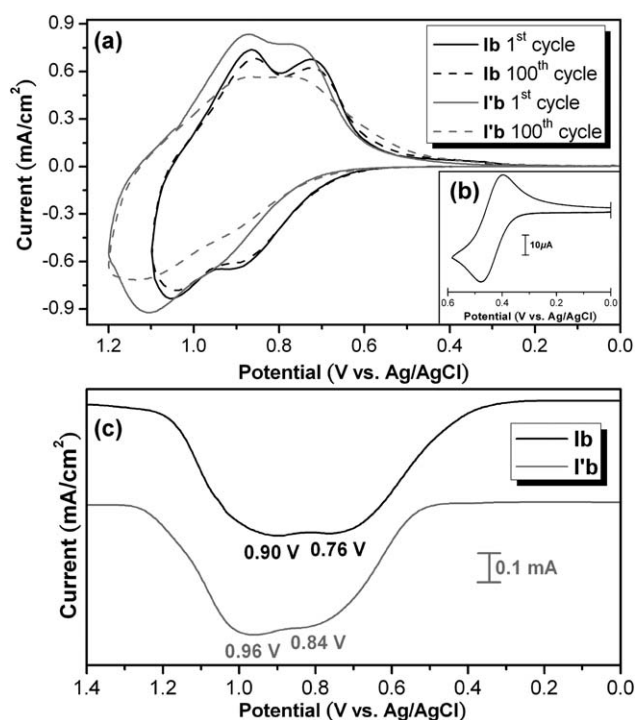 (a)
Ib 1st cycle
Ib 100th cycle
I'b 1st cycle
I'b 100th cycle
Current (mA/cm²)
0.9
0.6
0.3
0.0
-0.3
-0.6
-0.9
1.2 1.0 0.8 0.6 0.4 0.2 0.0
Potential (V vs. Ag/AgCl)
(b)
10μA
0.6 0.4 0.2 0.0
Potential (V vs. Ag/AgCl)
(c)
Ib
I'b
Current (mA/cm²)
0.90 V 0.76 V
0.1 mA
0.96 V 0.84 V
1.4 1.2 1.0 0.8 0.6 0.4 0.2 0.0
Potential (V vs. Ag/AgCl)